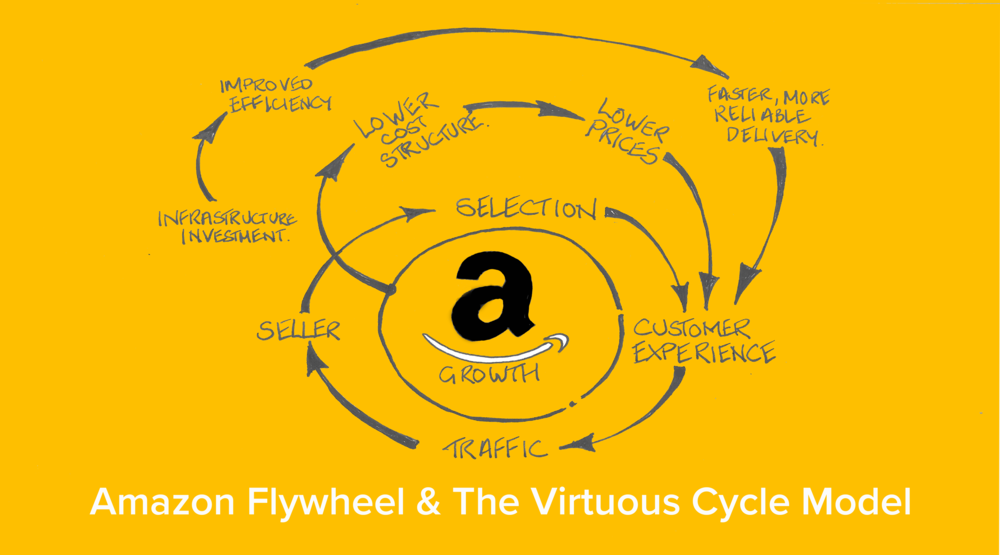 IMPROVED
EFFICIENCY
FASTER, MORE
RELIABLE
DELIVERY.
LOWER
COST
STRUCTURE.
LOWER
PRICES
INFRASTRUCTURE
INVESTMENT.
SELECTION
a
SELLER
CUSTOMER
EXPERIENCE
GROWTH
TRAFFIC
Amazon Flywheel & The Virtuous Cycle Model